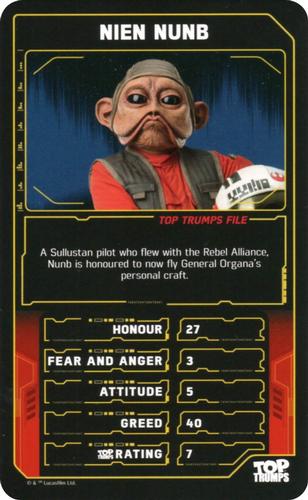 NIEN NUNB
TOP TRUMPS FILE
A Sullustan pilot who flew with the Rebel Alliance,
Nunb is honoured to now fly General Organa's
personal craft.
HONOUR 27
FEAR AND ANGER 3
ATTITUDE 5
GREED 40
TOP TRUMPS RATING 7
© & ™ Lucasfilm Ltd.
TOP
TRUMPS